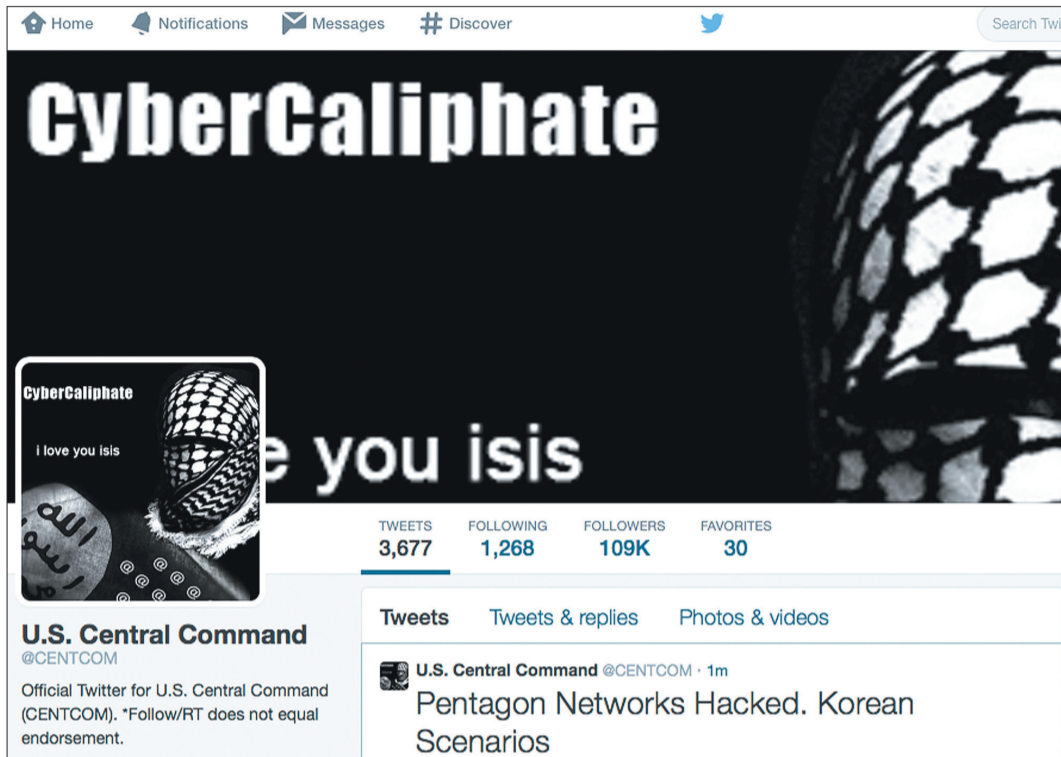 Home Notifications Messages # Discover Search Twi
CyberCaliphate
e you isis
CyberCaliphate
i love you isis
الله
رسول
@ @ @ @ @ @ @
TWEETS FOLLOWING FOLLOWERS FAVORITES
3,677 1,268 109K 30
Tweets Tweets & replies Photos & videos
U.S. Central Command
@CENTCOM
Official Twitter for U.S. Central Command
(CENTCOM). *Follow/RT does not equal
endorsement.
U.S. Central Command @CENTCOM · 1m
Pentagon Networks Hacked. Korean
Scenarios